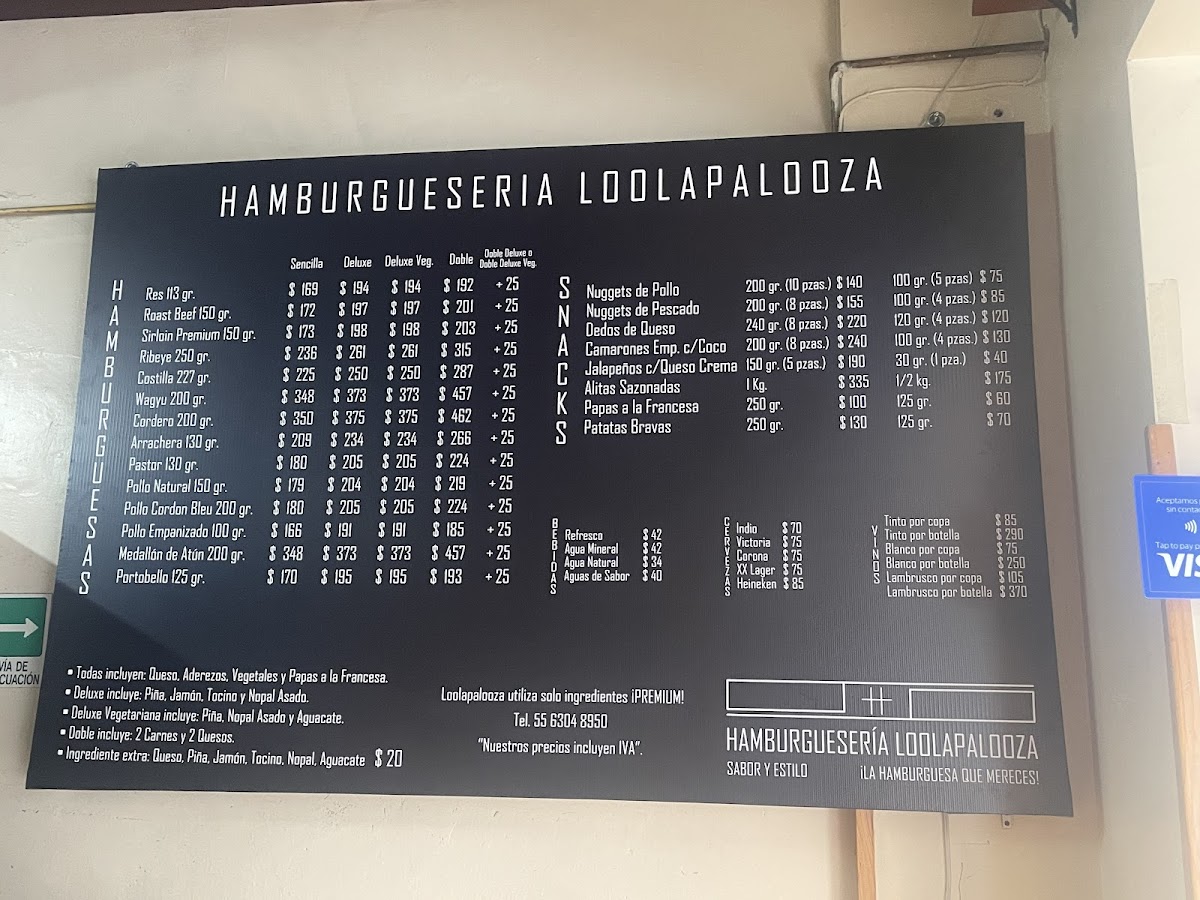 HAMBURGUESERIA LOOLAPALOOZA
HAMBURGUESAS
Sencilla Deluxe Deluxe Veg. Doble Doble Deluxe o Doble Deluxe Veg.
Res 113 gr. $ 169 $ 194 $ 194 $ 192 + 25
Roast Beef 150 gr. $ 172 $ 197 $ 197 $ 201 + 25
Sirloin Premium 150 gr. $ 173 $ 198 $ 198 $ 203 + 25
Ribeye 250 gr. $ 236 $ 261 $ 261 $ 315 + 25
Costilla 227 gr. $ 225 $ 250 $ 250 $ 287 + 25
Wagyu 200 gr. $ 348 $ 373 $ 373 $ 457 + 25
Cordero 200 gr. $ 350 $ 375 $ 375 $ 462 + 25
Arrachera 130 gr. $ 209 $ 234 $ 234 $ 266 + 25
Pastor 130 gr. $ 180 $ 205 $ 205 $ 224 + 25
Pollo Natural 150 gr. $ 179 $ 204 $ 204 $ 219 + 25
Pollo Cordon Bleu 200 gr. $ 180 $ 205 $ 205 $ 224 + 25
Pollo Empanizado 100 gr. $ 166 $ 191 $ 191 $ 185 + 25
Medallón de Atún 200 gr. $ 348 $ 373 $ 373 $ 457 + 25
Portobello 125 gr. $ 170 $ 195 $ 195 $ 193 + 25
SNACKS
Nuggets de Pollo 200 gr. (10 pzas.) $ 140 100 gr. (5 pzas) $ 75
Nuggets de Pescado 200 gr. (8 pzas.) $ 155 100 gr. (4 pzas.) $ 85
Dedos de Queso 240 gr. (8 pzas.) $ 220 120 gr. (4 pzas.) $ 120
Camarones Emp. c/Coco 200 gr. (8 pzas.) $ 240 100 gr. (4 pzas.) $ 130
Jalapeños c/Queso Crema 150 gr. (5 pzas.) $ 190 30 gr. (1 pza.) $ 40
Alitas Sazonadas 1 Kg. $ 335 1/2 kg. $ 175
Papas a la Francesa 250 gr. $ 100 125 gr. $ 60
Patatas Bravas 250 gr. $ 130 125 gr. $ 70
BEBIDAS
Refresco $ 42
Agua Mineral $ 42
Agua Natural $ 34
Aguas de Sabor $ 40
CERVEZAS
Indio $ 70
Victoria $ 75
Corona $ 75
XX Lager $ 75
Heineken $ 85
VINOS
Tinto por copa $ 85
Tinto por botella $ 290
Blanco por copa $ 75
Blanco por botella $ 250
Lambrusco por copa $ 105
Lambrusco por botella $ 370
• Todas incluyen: Queso, Aderezos, Vegetales y Papas a la Francesa.
• Deluxe incluye: Piña, Jamón, Tocino y Nopal Asado.
• Deluxe Vegetariana incluye: Piña, Nopal Asado y Aguacate.
• Doble incluye: 2 Carnes y 2 Quesos.
• Ingrediente extra: Queso, Piña, Jamón, Tocino, Nopal, Aguacate $ 20
Loolapalooza utiliza solo ingredientes ¡PREMIUM!
Tel. 55 6304 8950
"Nuestros precios incluyen IVA".
HAMBURGUESERÍA LOOLAPALOOZA
SABOR Y ESTILO ¡LA HAMBURGUESA QUE MERECES!
VÍA DE
Aceptamos
sin
Tap to pay